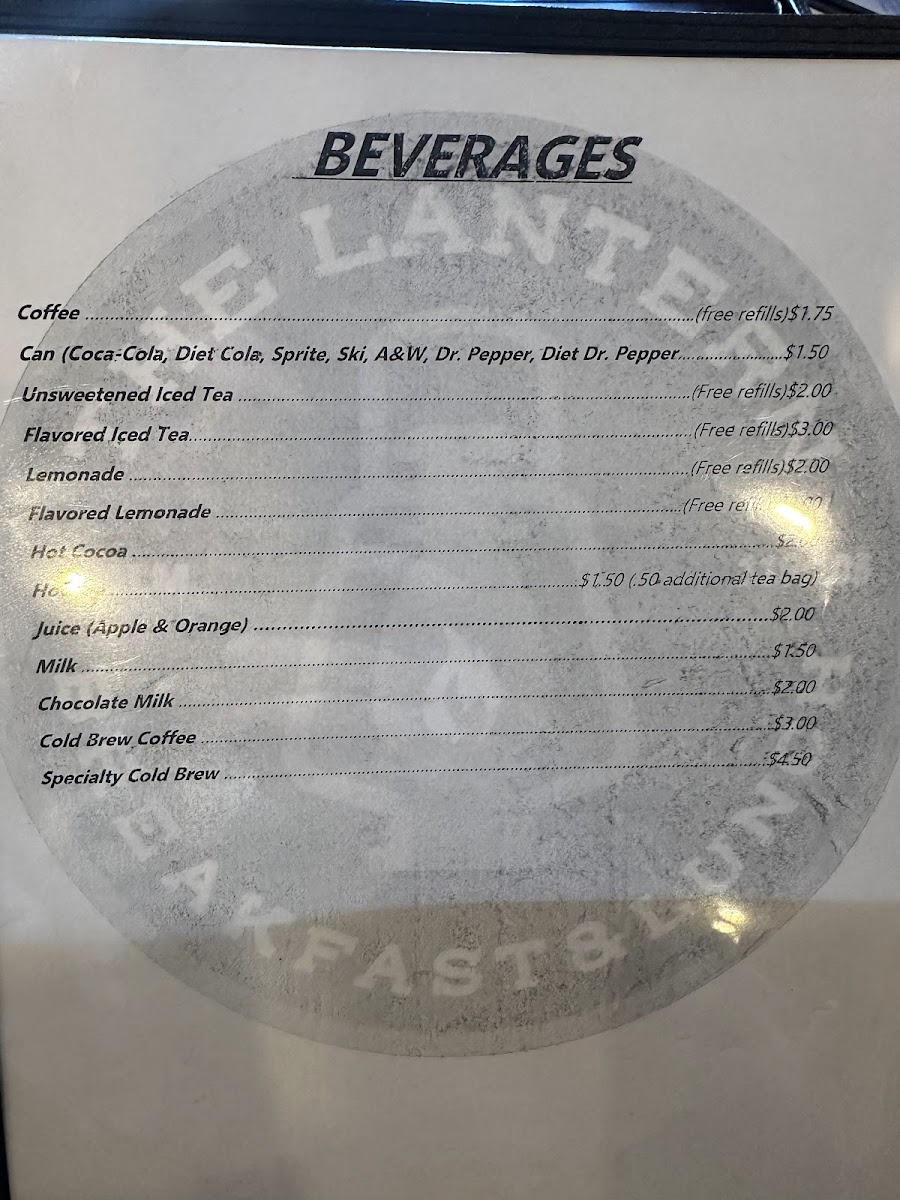 BEVERAGES
THE LANTERN
Coffee (free refills)$1.75
Can (Coca-Cola, Diet Cola, Sprite, Ski, A&W, Dr. Pepper, Diet Dr. Pepper $1.50
Unsweetened Iced Tea (Free refills)$2.00
Flavored Iced Tea (Free refills)$3.00
Lemonade (Free refills)$2.00
Flavored Lemonade (Free
Hot Cocoa
$1.50 (.50 additional tea bag)
Juice (Apple & Orange) $2.00
Milk $1.50
Chocolate Milk $2.00
Cold Brew Coffee $3.00
Specialty Cold Brew $4.50